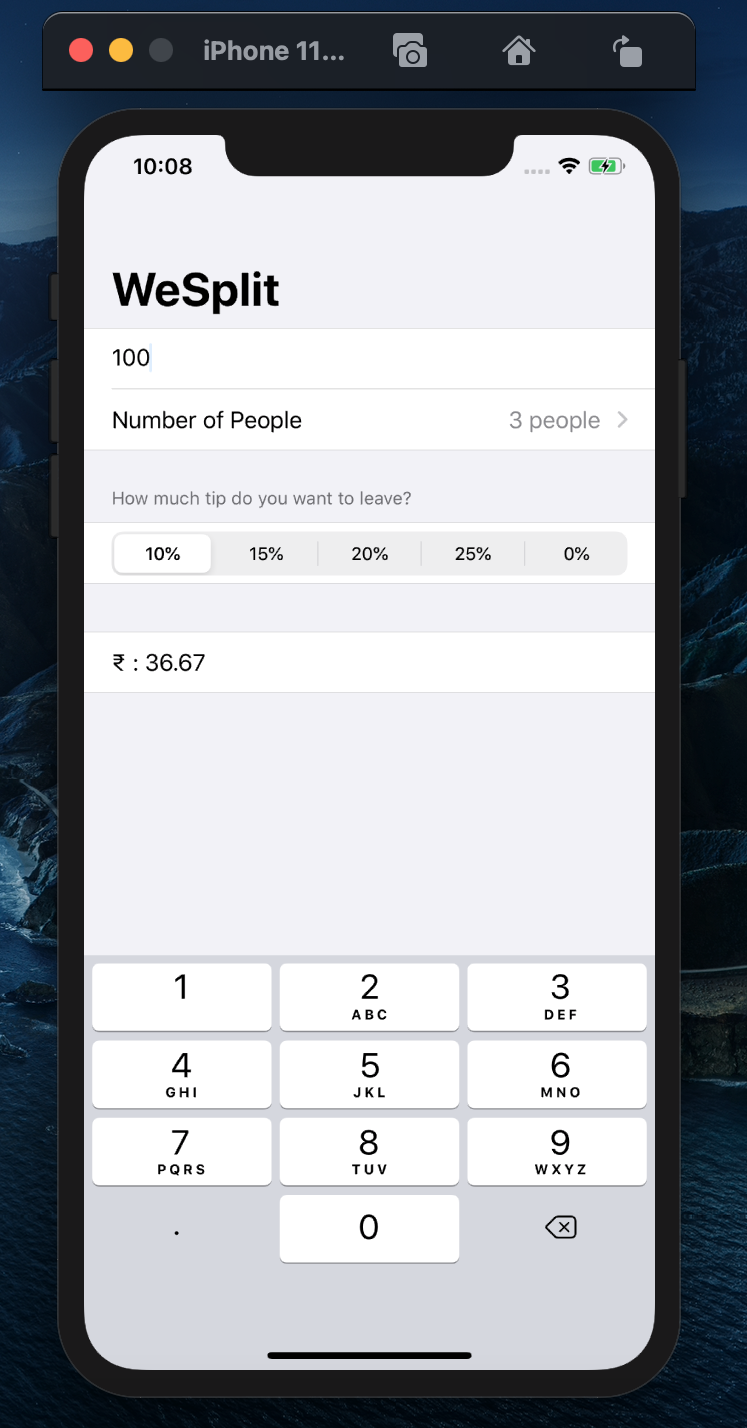 iPhone 11...
10:08
WeSplit
100
Number of People 3 people
How much tip do you want to leave?
10% 15% 20% 25% 0%
₹ : 36.67
1 2 3
ABC DEF
4 5 6
GHI JKL MNO
7 8 9
PQRS TUV WXYZ
. 0